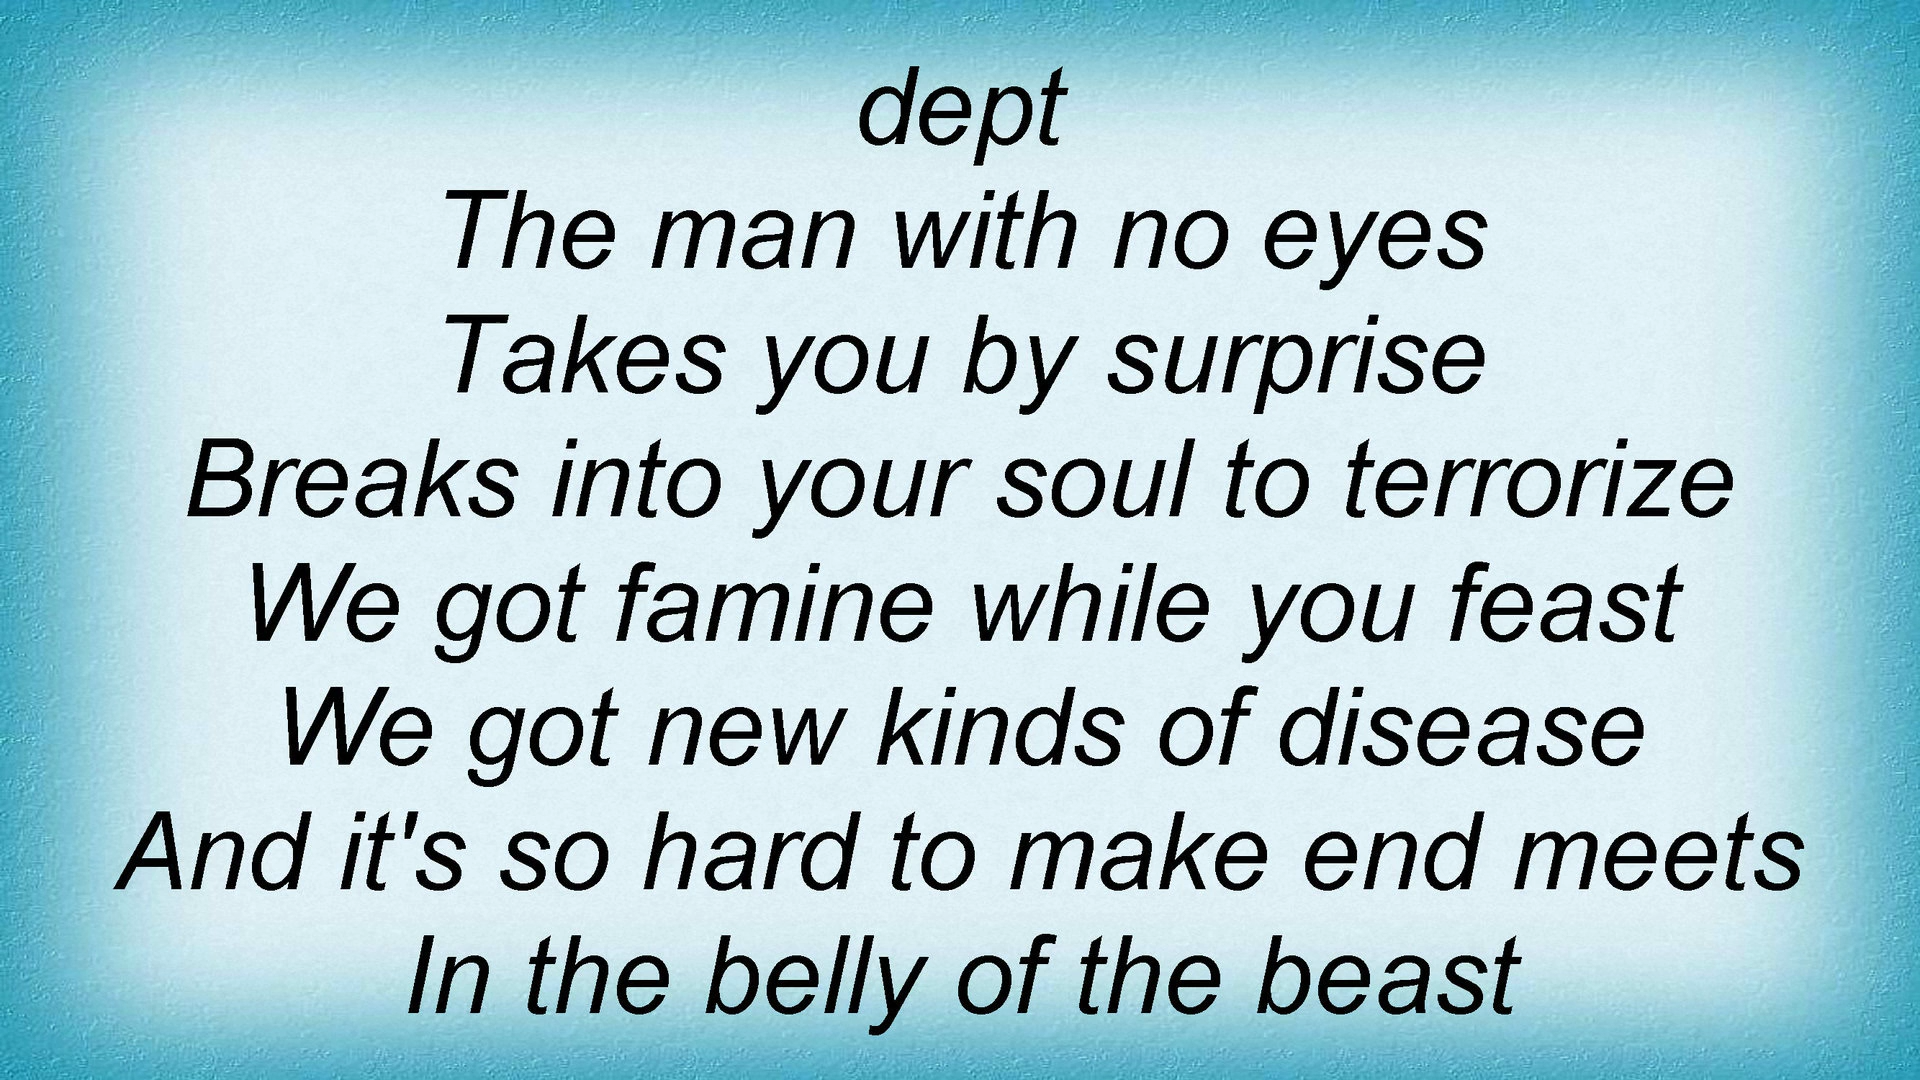 dept
The man with no eyes
Takes you by surprise
Breaks into your soul to terrorize
We got famine while you feast
We got new kinds of disease
And it's so hard to make end meets
In the belly of the beast